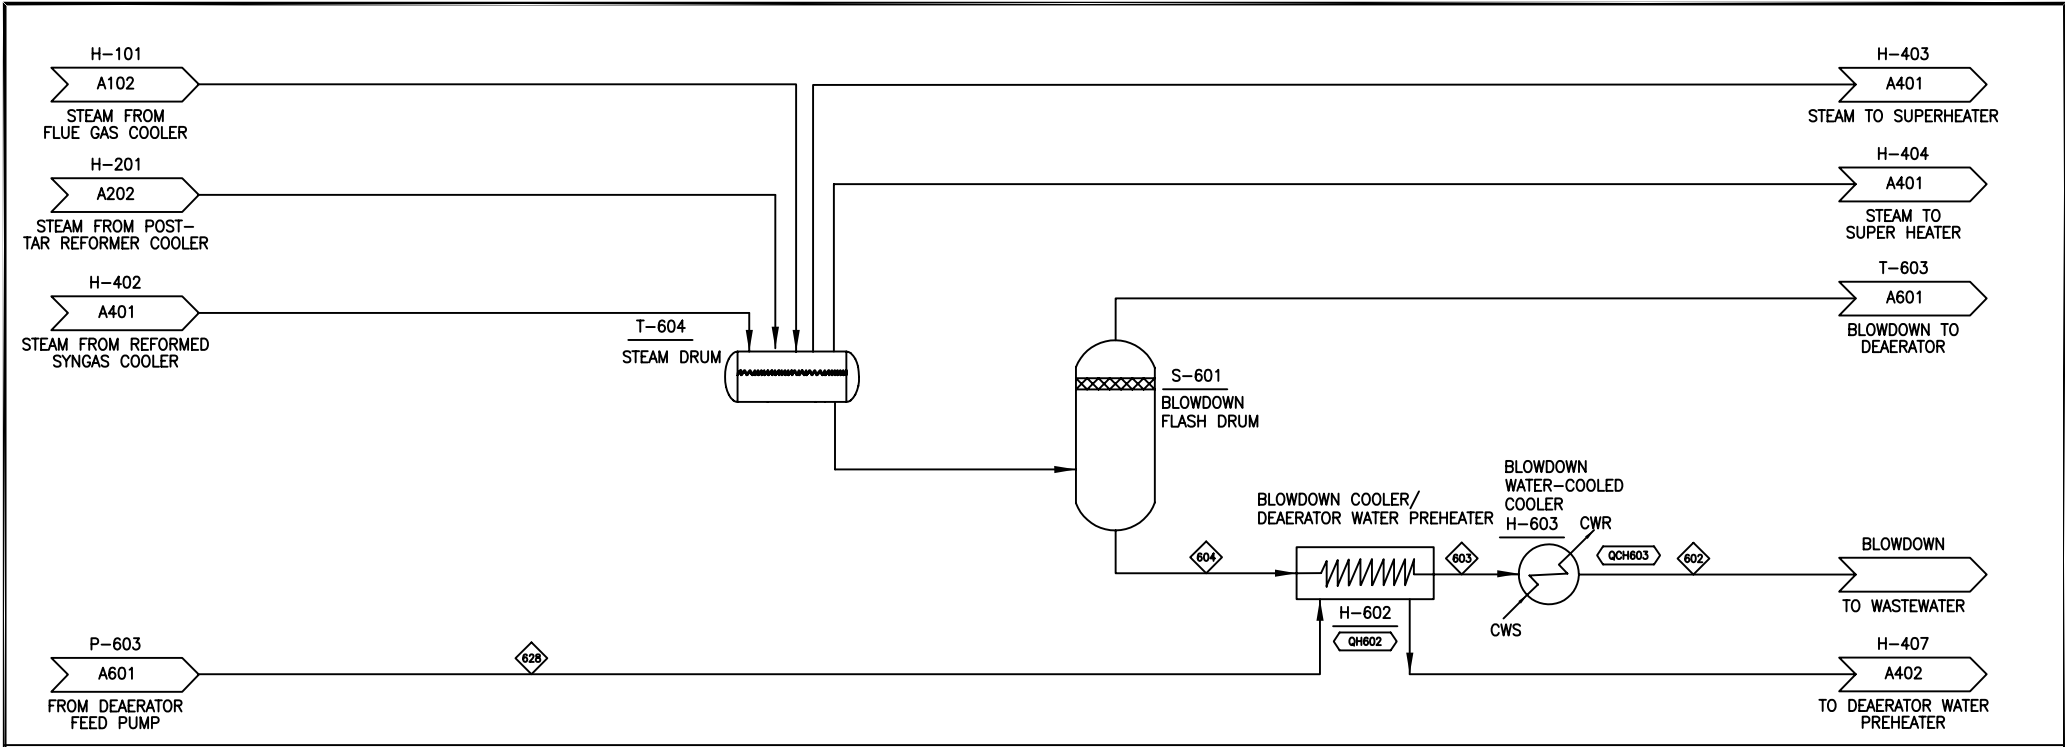 H-101
A102
STEAM FROM
FLUE GAS COOLER
H-201
A202
STEAM FROM POST-
TAR REFORMER COOLER
H-402
A401
STEAM FROM REFORMED
SYNGAS COOLER
T-604
STEAM DRUM
H-403
A401
STEAM TO SUPERHEATER
H-404
A401
STEAM TO
SUPER HEATER
T-603
A601
BLOWDOWN TO
DEAERATOR
S-601
BLOWDOWN
FLASH DRUM
BLOWDOWN COOLER/
DEAERATOR WATER PREHEATER
BLOWDOWN
WATER-COOLED
COOLER
H-603
CWR
604
603
QCH603
602
CWS
H-602
QH602
BLOWDOWN
TO WASTEWATER
P-603
A601
FROM DEAERATOR
FEED PUMP
628
H-407
A402
TO DEAERATOR WATER
PREHEATER